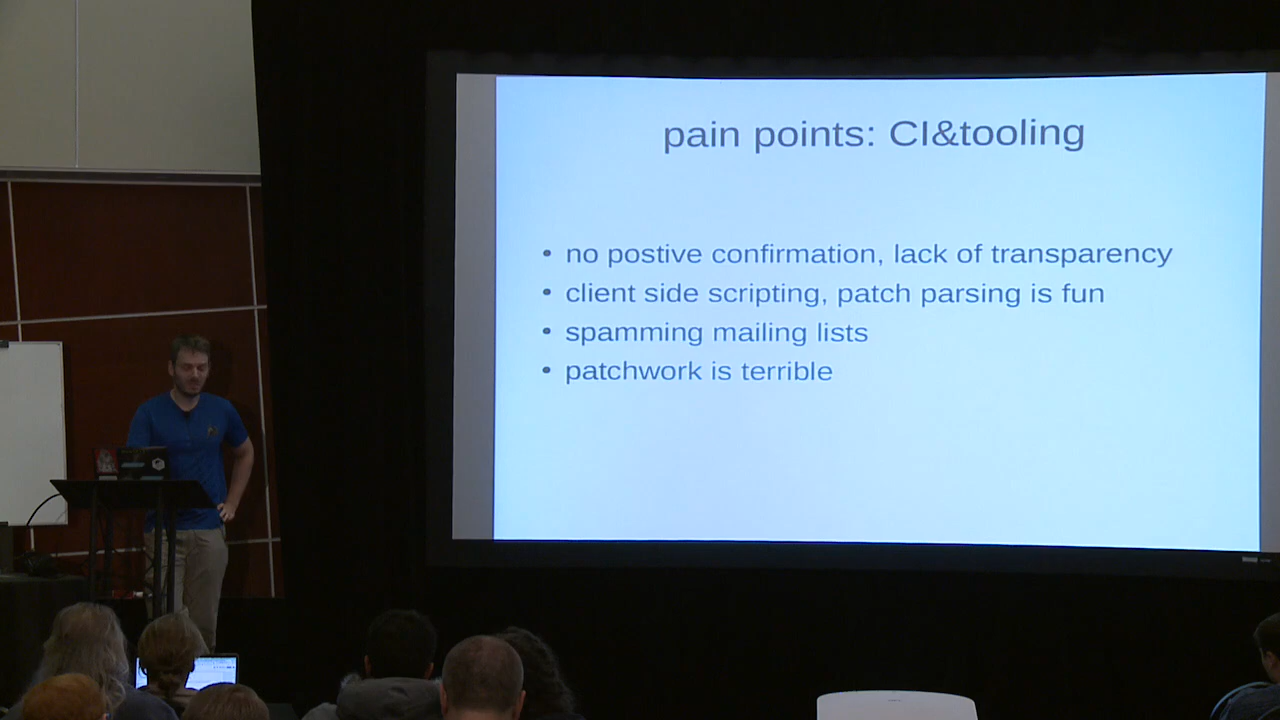 pain points: CI&tooling
• no postive confirmation, lack of transparency
• client side scripting, patch parsing is fun
• spamming mailing lists
• patchwork is terrible